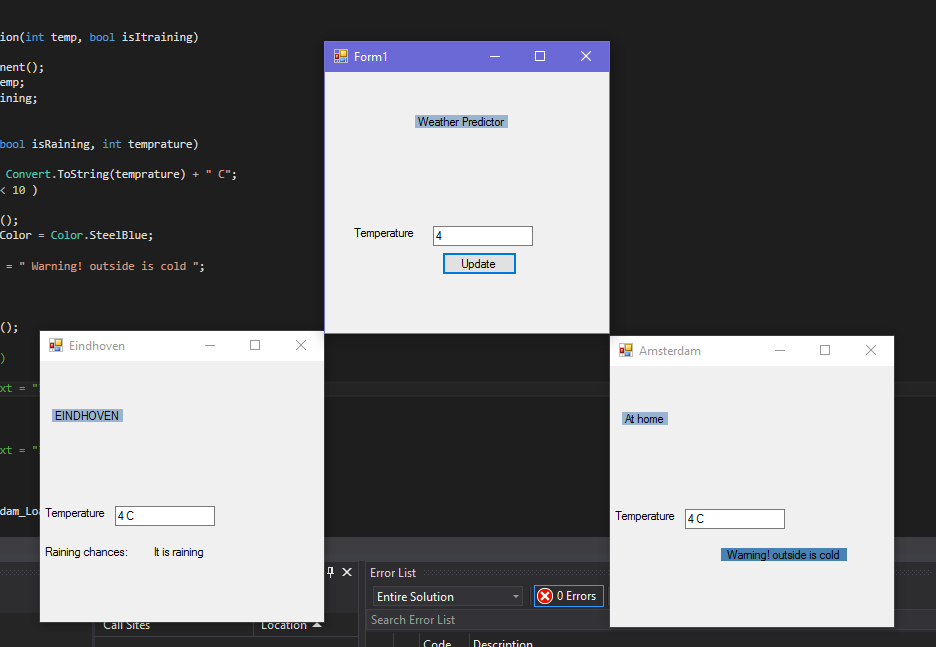 ion(int temp, bool isItraining)
nent();
emp;
ining;
bool isRaining, int temprature)
Convert.ToString(temprature) + " C";
< 10 )
();
Color = Color.SteelBlue;
= " Warning! outside is cold ";
();
)
xt = "
xt = "
dam_Loa
Form1
Weather Predictor
Temperature 4
Update
Eindhoven
EINDHOVEN
Temperature 4 C
Raining chances: It is raining
Amsterdam
At home
Temperature 4 C
Warning! outside is cold
Call Sites Location
Error List
Entire Solution 0 Errors
Search Error List
Code Description